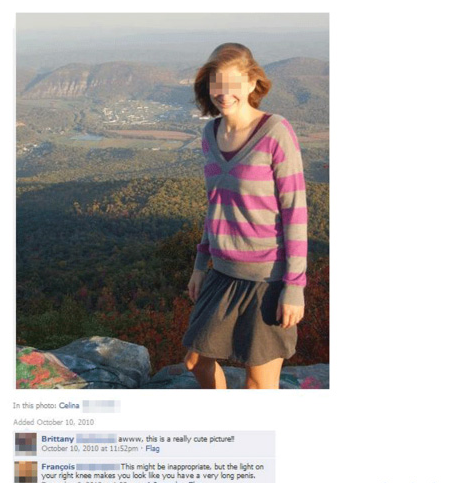 In this photo: Celina
Added October 10, 2010
Brittany awww, this is a really cute picture!!
October 10, 2010 at 11:52pm · Flag
François This might be inappropriate, but the light on
your right knee makes you look like you have a very long penis.